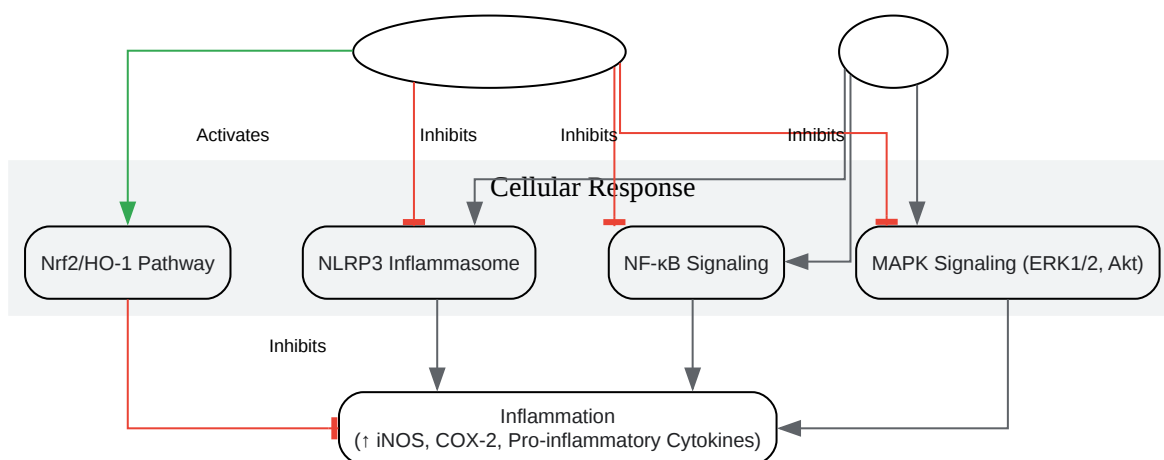 Activates
Inhibits
Inhibits
Inhibits
Cellular Response
Nrf2/HO-1 Pathway
NLRP3 Inflammasome
NF-κB Signaling
MAPK Signaling (ERK1/2, Akt)
Inhibits
Inflammation
(↑ iNOS, COX-2, Pro-inflammatory Cytokines)